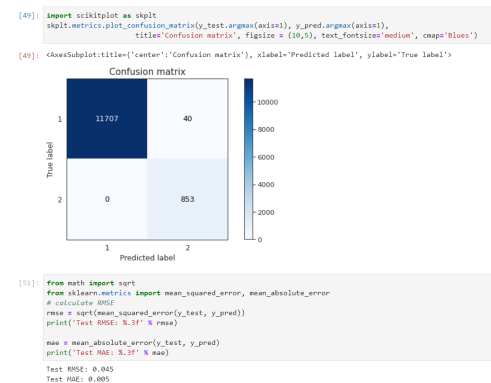 [49]: import scikitplot as skplt
skplt.metrics.plot_confusion_matrix(y_test.argmax(axis=1), y_pred.argmax(axis=1),
title='Confusion matrix', figsize = (10,5), text_fontsize='medium', cmap='Blues')
[49]: <AxesSubplot:title={'center':'Confusion matrix'}, xlabel='Predicted label', ylabel='True label'>
Confusion matrix
True label
1
11707
40
2
0
853
1
2
Predicted label
10000
8000
6000
4000
2000
0
[51]: from math import sqrt
from sklearn.metrics import mean_squared_error, mean_absolute_error
# calculate RMSE
rmse = sqrt(mean_squared_error(y_test, y_pred))
print('Test RMSE: %.3f' % rmse)
mae = mean_absolute_error(y_test, y_pred)
print('Test MAE: %.3f' % mae)
Test RMSE: 0.045
Test MAE: 0.005